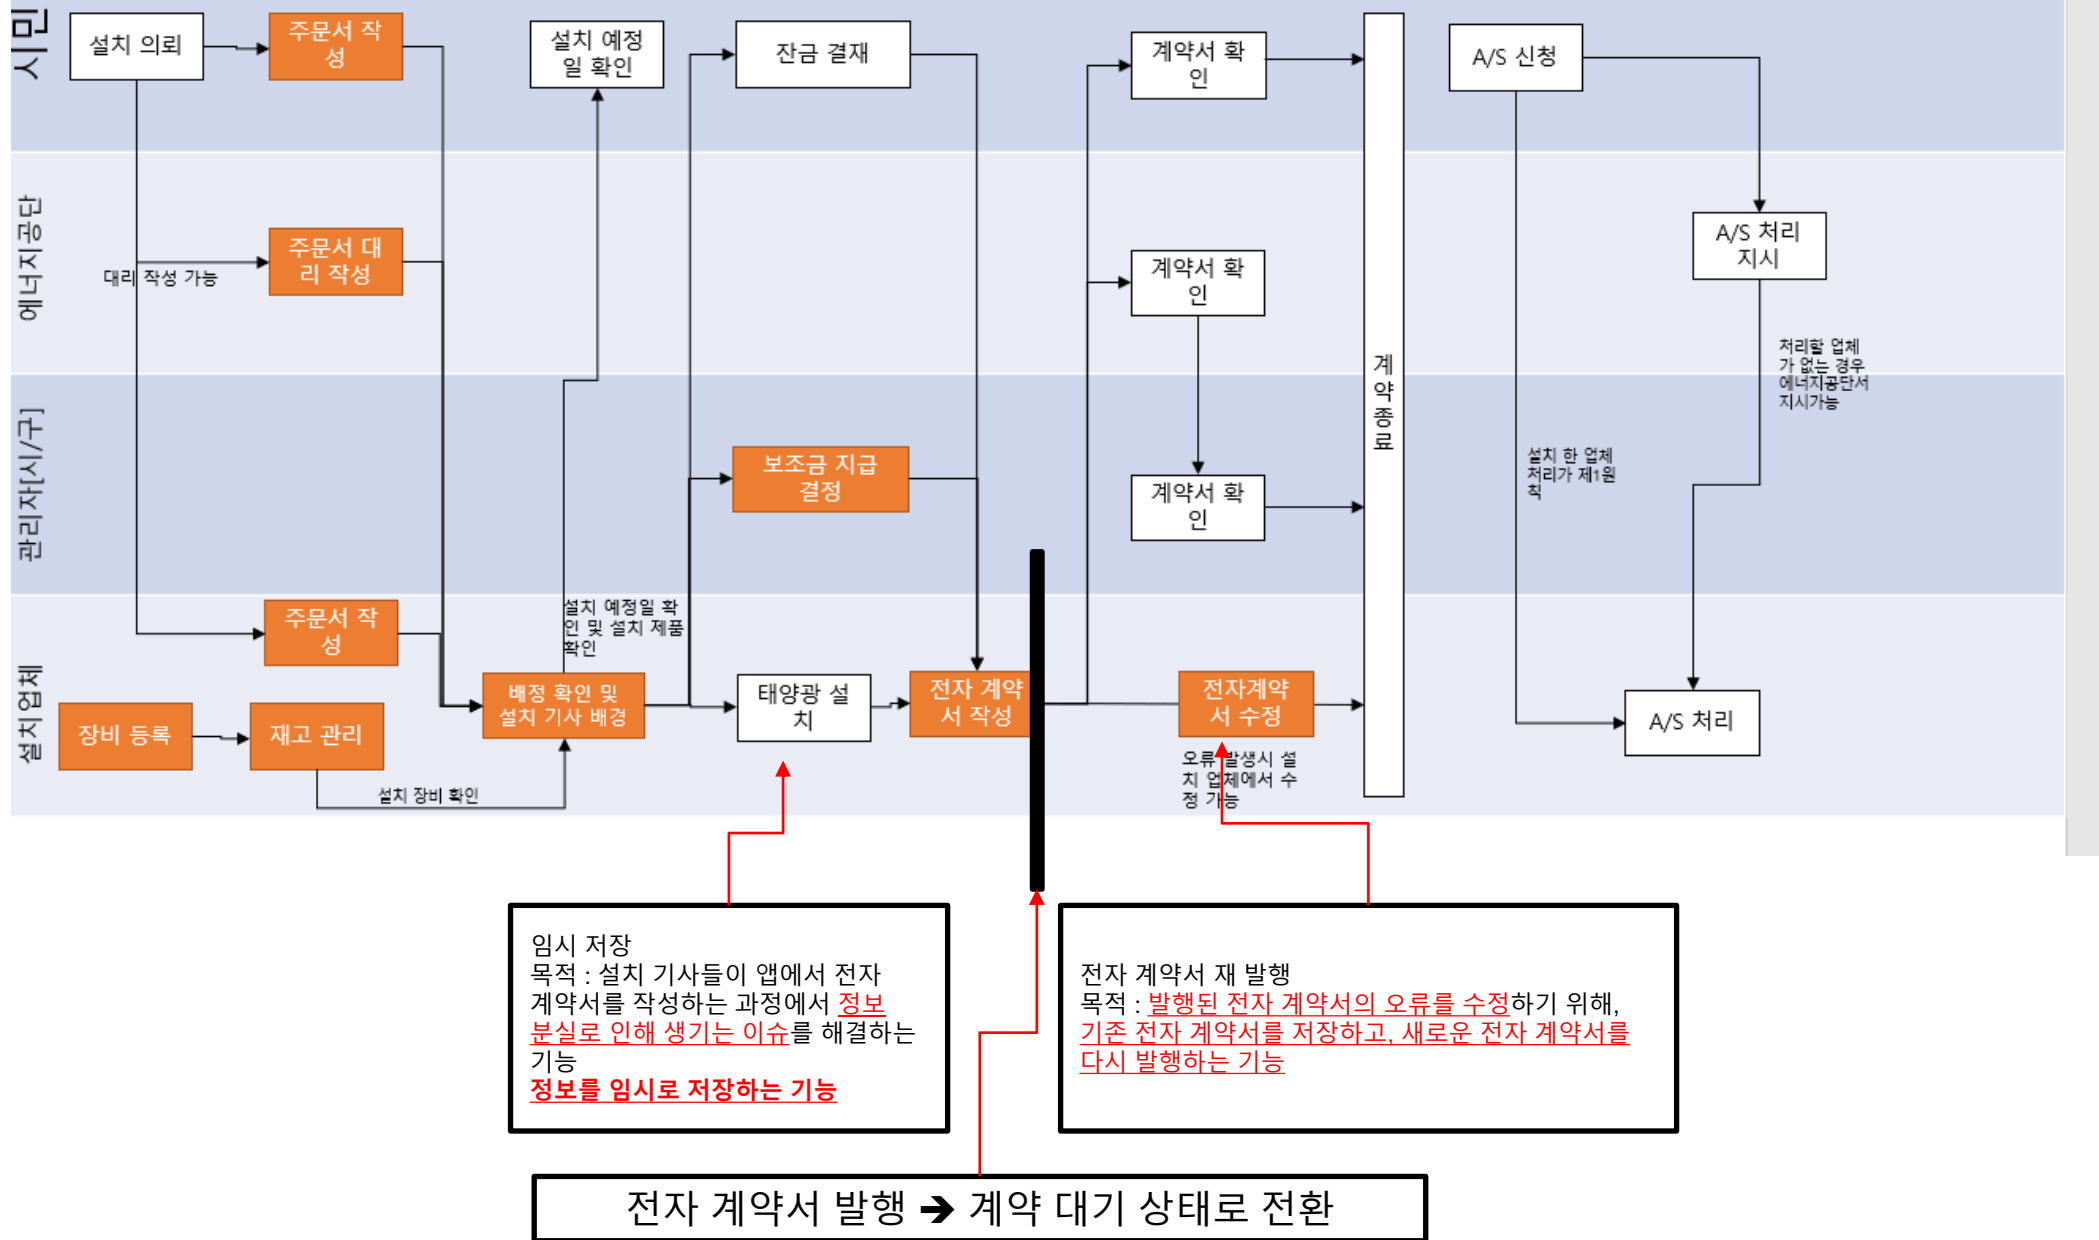 시민
설치 의뢰
주문서 작
성
설치 예정
일 확인
잔금 결재
계약서 확
인
A/S 신청
에너지공단
대리 작성 가능
주문서 대
리 작성
계약서 확
인
A/S 처리
지시
처리할 업체
가 없는 경우
에너지공단서
지시가능
관리자[시/구]
보조금 지급
결정
계약서 확
인
계
약
종
료
설치 한 업체
처리가 제1원
칙
설치업체
주문서 작
성
설치 예정일 확
인 및 설치 제품
확인
장비 등록
재고 관리
설치 장비 확인
배정 확인 및
설치 기사 배경
태양광 설
치
전자 계약
서 작성
전자계약
서 수정
오류 발생시 설
치 업체에서 수
정 가능
A/S 처리
임시 저장
목적 : 설치 기사들이 앱에서 전자
계약서를 작성하는 과정에서 정보
분실로 인해 생기는 이슈를 해결하는
기능
정보를 임시로 저장하는 기능
전자 계약서 재 발행
목적 : 발행된 전자 계약서의 오류를 수정하기 위해,
기존 전자 계약서를 저장하고, 새로운 전자 계약서를
다시 발행하는 기능
전자 계약서 발행 → 계약 대기 상태로 전환